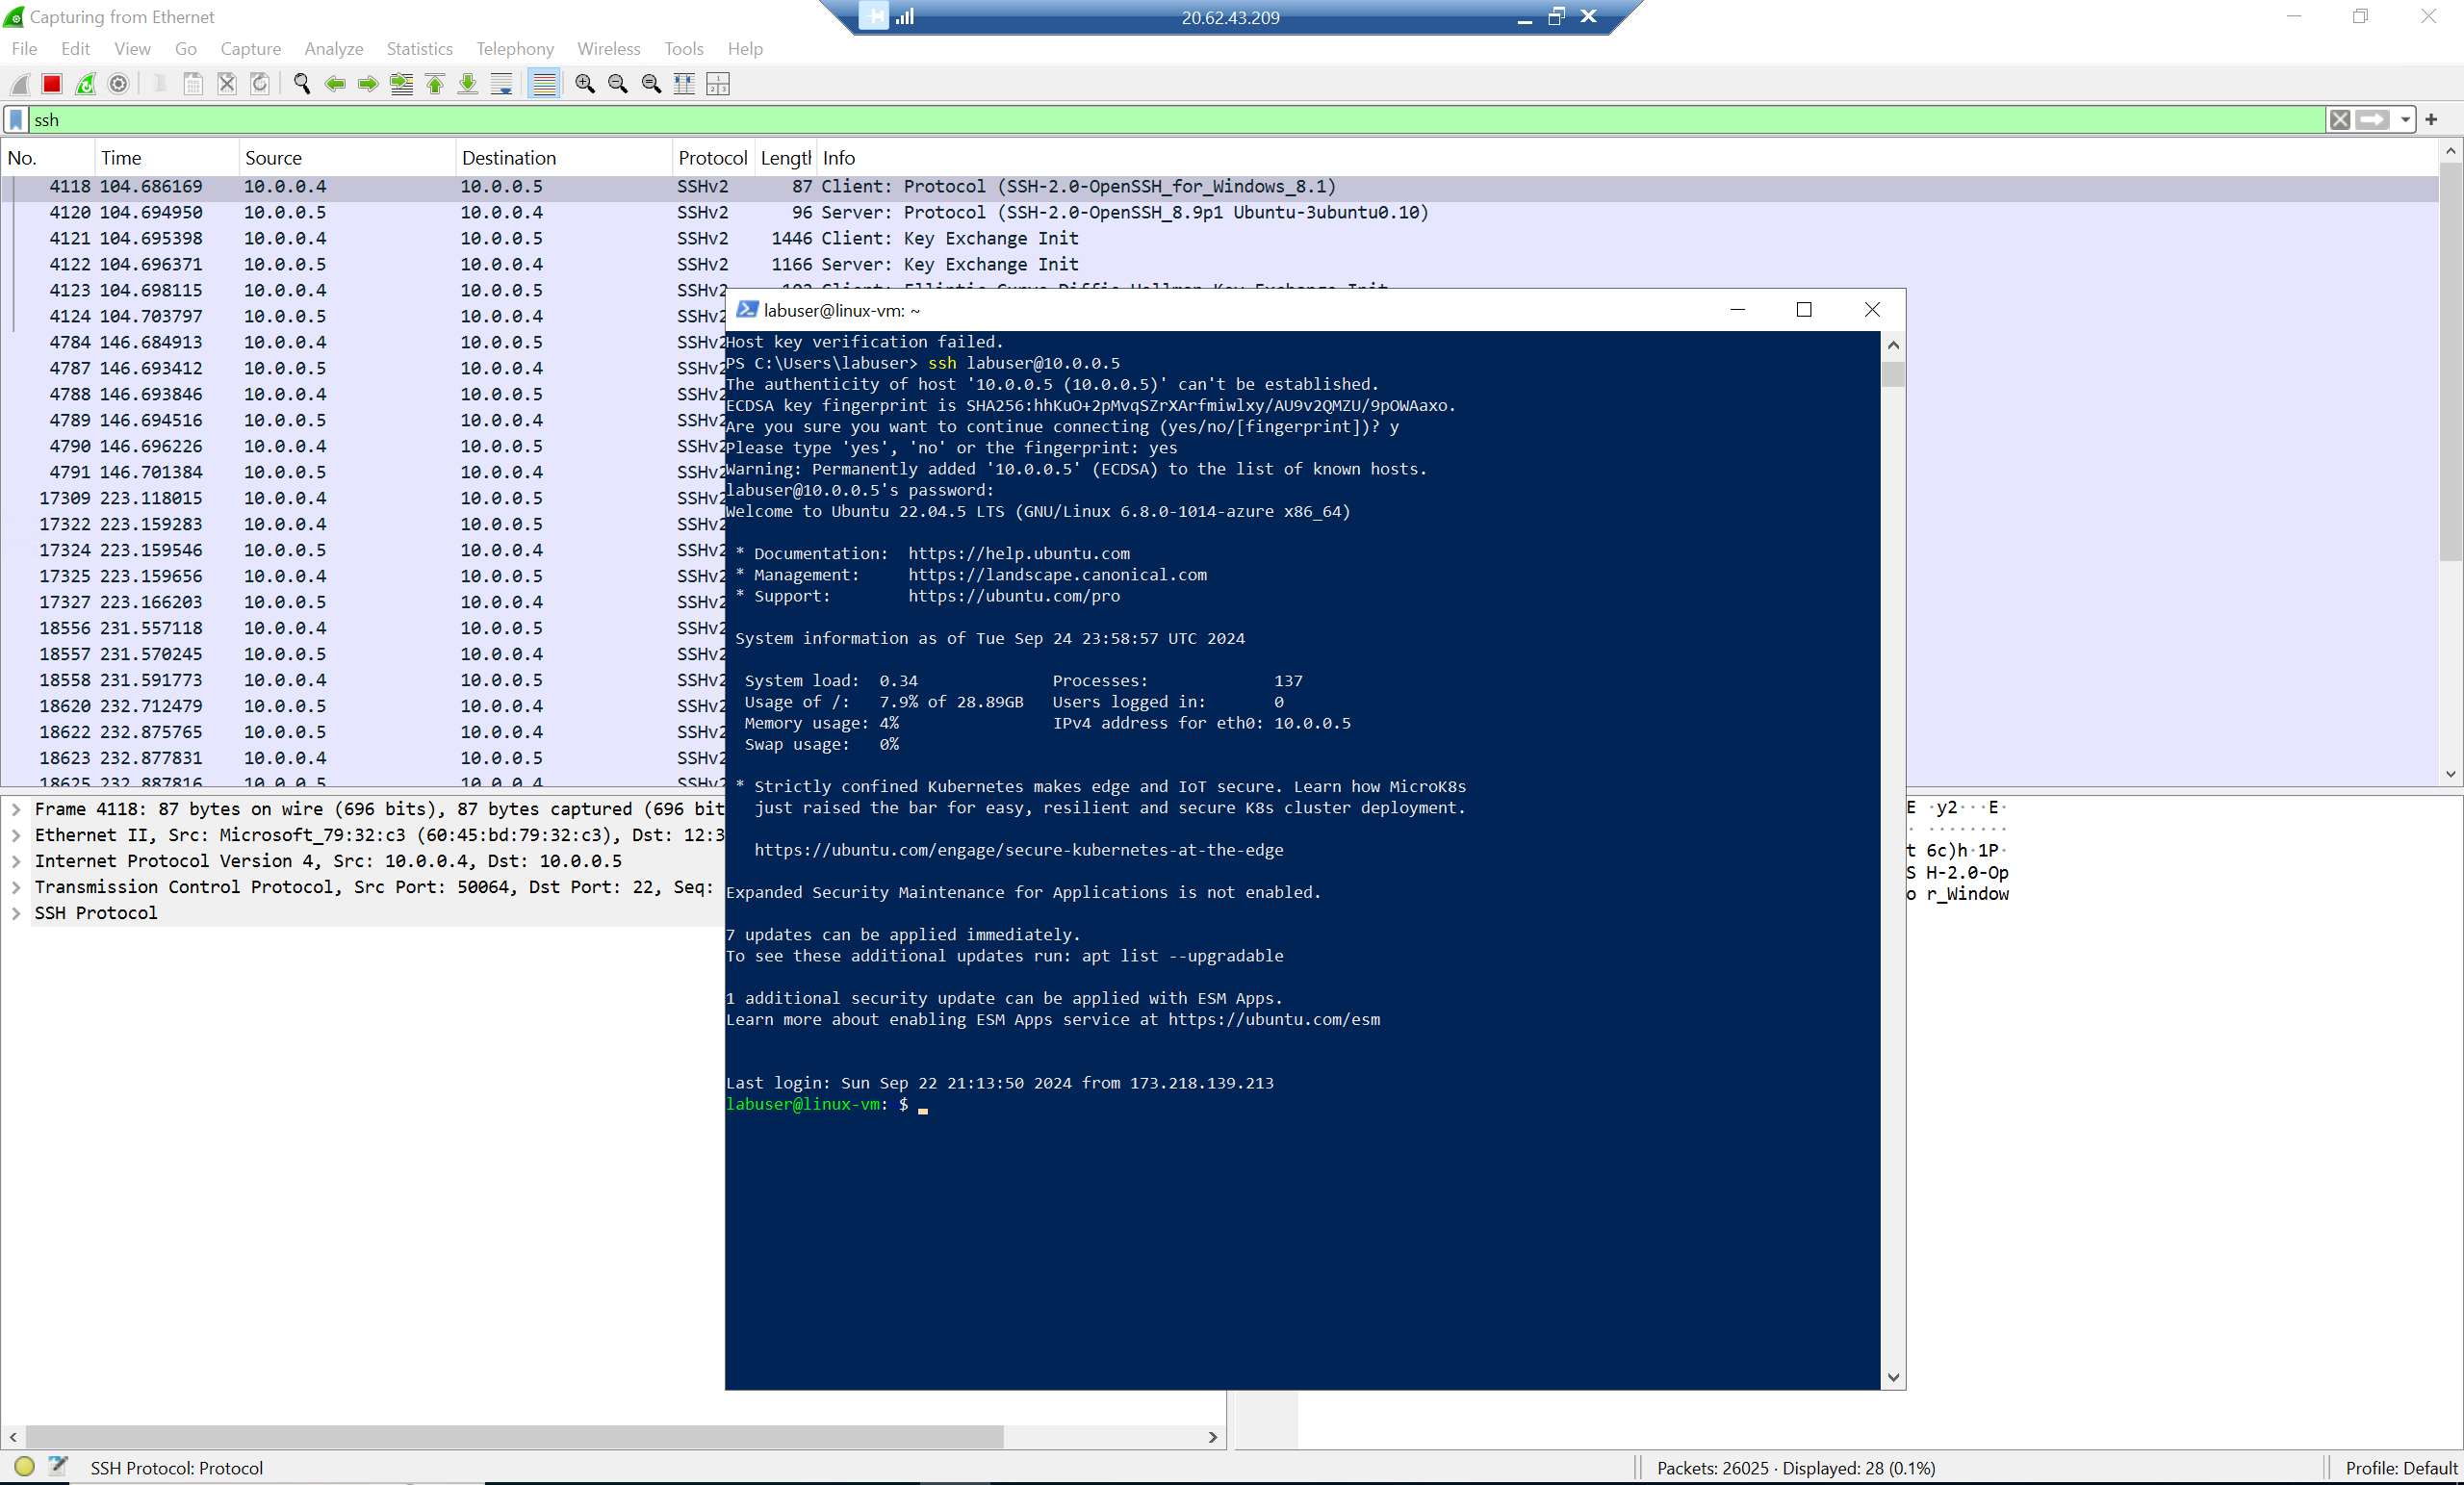 Capturing from Ethernet
20.62.43.209
File Edit View Go Capture Analyze Statistics Telephony Wireless Tools Help
ssh
No. Time Source Destination Protocol Length Info
4118 104.686169 10.0.0.4 10.0.0.5 SSHv2 87 Client: Protocol (SSH-2.0-OpenSSH_for_Windows_8.1)
4120 104.694950 10.0.0.5 10.0.0.4 SSHv2 96 Server: Protocol (SSH-2.0-OpenSSH_8.9p1 Ubuntu-3ubuntu0.10)
4121 104.695398 10.0.0.4 10.0.0.5 SSHv2 1446 Client: Key Exchange Init
4122 104.696371 10.0.0.5 10.0.0.4 SSHv2 1166 Server: Key Exchange Init
4123 104.698115 10.0.0.4 10.0.0.5 SSHv2
4124 104.703797 10.0.0.5 10.0.0.4 SSHv2
4784 146.684913 10.0.0.4 10.0.0.5 SSHv2
4787 146.693412 10.0.0.5 10.0.0.4 SSHv2
4788 146.693846 10.0.0.4 10.0.0.5 SSHv2
4789 146.694516 10.0.0.5 10.0.0.4 SSHv2
4790 146.696226 10.0.0.4 10.0.0.5 SSHv2
4791 146.701384 10.0.0.5 10.0.0.4 SSHv2
17309 223.118015 10.0.0.4 10.0.0.5 SSHv2
17322 223.159283 10.0.0.4 10.0.0.5 SSHv2
17324 223.159546 10.0.0.5 10.0.0.4 SSHv2
17325 223.159656 10.0.0.4 10.0.0.5 SSHv2
17327 223.166203 10.0.0.5 10.0.0.4 SSHv2
18556 231.557118 10.0.0.4 10.0.0.5 SSHv2
18557 231.570245 10.0.0.5 10.0.0.4 SSHv2
18558 231.591773 10.0.0.4 10.0.0.5 SSHv2
18620 232.712479 10.0.0.5 10.0.0.4 SSHv2
18622 232.875765 10.0.0.5 10.0.0.4 SSHv2
18623 232.877831 10.0.0.4 10.0.0.5 SSHv2
18625 232.887816 10.0.0.5 10.0.0.4 SSHv2
Frame 4118: 87 bytes on wire (696 bits), 87 bytes captured (696 bit
Ethernet II, Src: Microsoft_79:32:c3 (60:45:bd:79:32:c3), Dst: 12:3
Internet Protocol Version 4, Src: 10.0.0.4, Dst: 10.0.0.5
Transmission Control Protocol, Src Port: 50064, Dst Port: 22, Seq:
SSH Protocol
labuser@linux-vm: ~
Host key verification failed.
PS C:\Users\labuser> ssh labuser@10.0.0.5
The authenticity of host '10.0.0.5 (10.0.0.5)' can't be established.
ECDSA key fingerprint is SHA256:hhKuO+2pMvqSZrXArfmiwlxy/AU9v2QMZU/9pOWAaxo.
Are you sure you want to continue connecting (yes/no/[fingerprint])? y
Please type 'yes', 'no' or the fingerprint: yes
Warning: Permanently added '10.0.0.5' (ECDSA) to the list of known hosts.
labuser@10.0.0.5's password:
Welcome to Ubuntu 22.04.5 LTS (GNU/Linux 6.8.0-1014-azure x86_64)
* Documentation: https://help.ubuntu.com
* Management: https://landscape.canonical.com
* Support: https://ubuntu.com/pro
System information as of Tue Sep 24 23:58:57 UTC 2024
System load: 0.34 Processes: 137
Usage of /: 7.9% of 28.89GB Users logged in: 0
Memory usage: 4% IPv4 address for eth0: 10.0.0.5
Swap usage: 0%
* Strictly confined Kubernetes makes edge and IoT secure. Learn how MicroK8s
just raised the bar for easy, resilient and secure K8s cluster deployment.
https://ubuntu.com/engage/secure-kubernetes-at-the-edge
Expanded Security Maintenance for Applications is not enabled.
7 updates can be applied immediately.
To see these additional updates run: apt list --upgradable
1 additional security update can be applied with ESM Apps.
Learn more about enabling ESM Apps service at https://ubuntu.com/esm
Last login: Sun Sep 22 21:13:50 2024 from 173.218.139.213
labuser@linux-vm: $
E ·y2···E·
· ········
t 6c)h·1P·
S H-2.0-Op
o r_Window
SSH Protocol: Protocol
Packets: 26025 · Displayed: 28 (0.1%)
Profile: Default